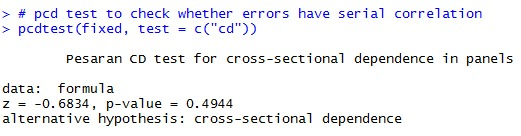 > # pcd test to check whether errors have serial correlation
> pcdtest(fixed, test = c("cd"))
Pesaran CD test for cross-sectional dependence in panels
data: formula
z = -0.6834, p-value = 0.4944
alternative hypothesis: cross-sectional dependence